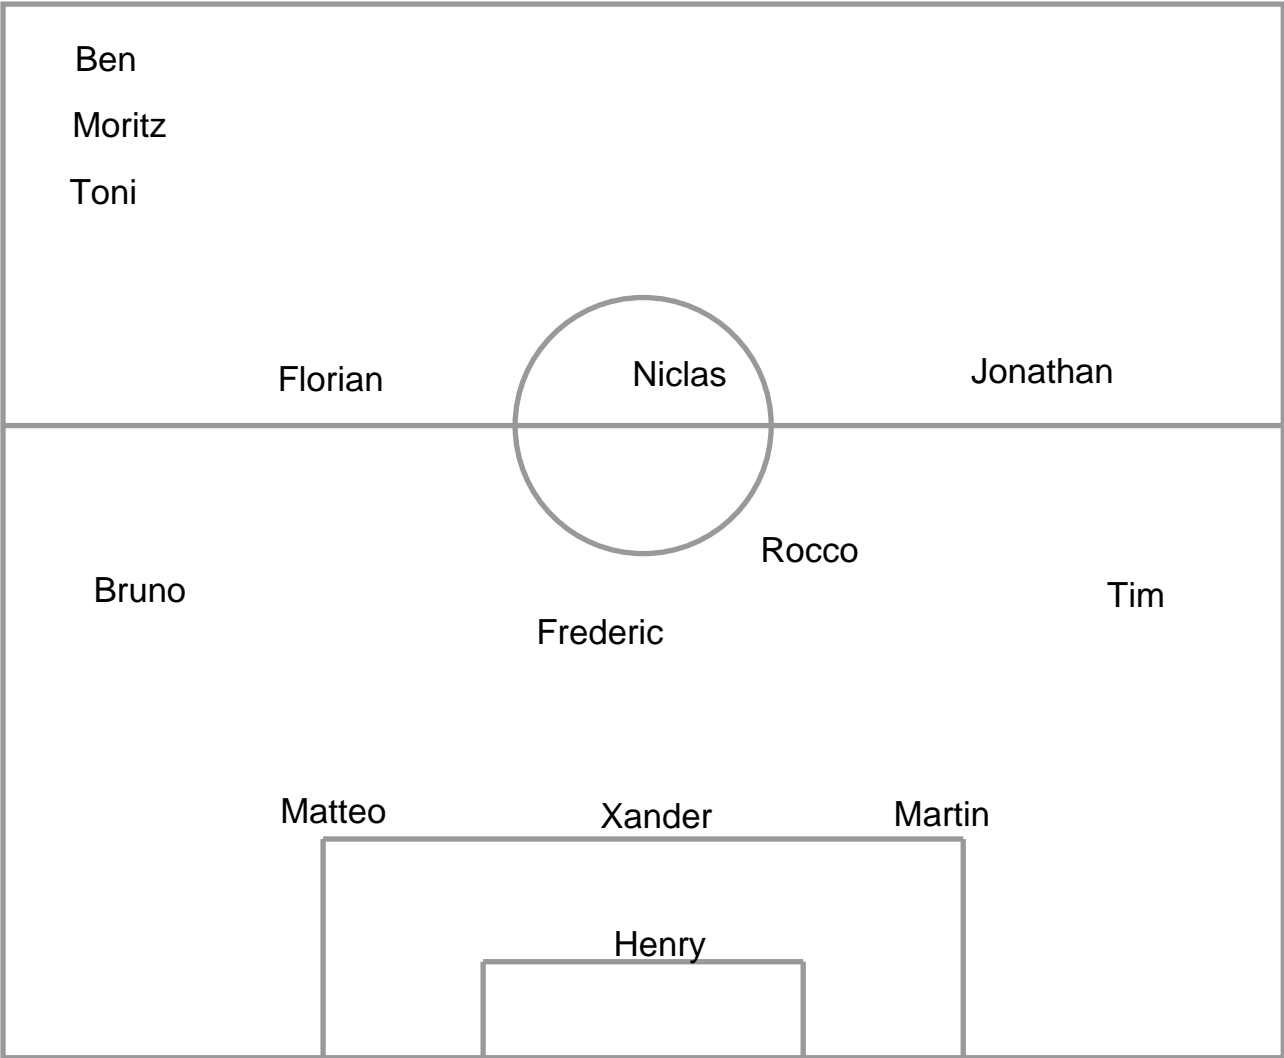 Ben
Moritz
Toni
Florian
Niclas
Jonathan
Rocco
Bruno
Tim
Frederic
Matteo
Xander
Martin
Henry